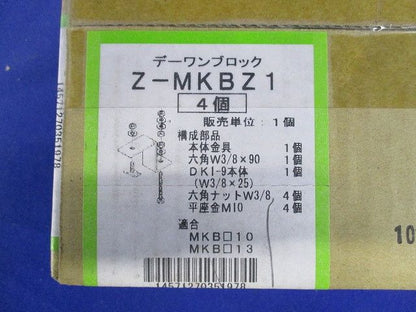 デーワンブロック
Z-MKBZ1
4個
販売単位:1個
構成部品
本体金具 1個
六角W3/8×90 1個
DKI-9本体 1個
(W3/8×25)
六角ナットW3/8 4個
平座金M10 4個
適合
MKB□10
MKB□13
14571270351978
14571270351978
10